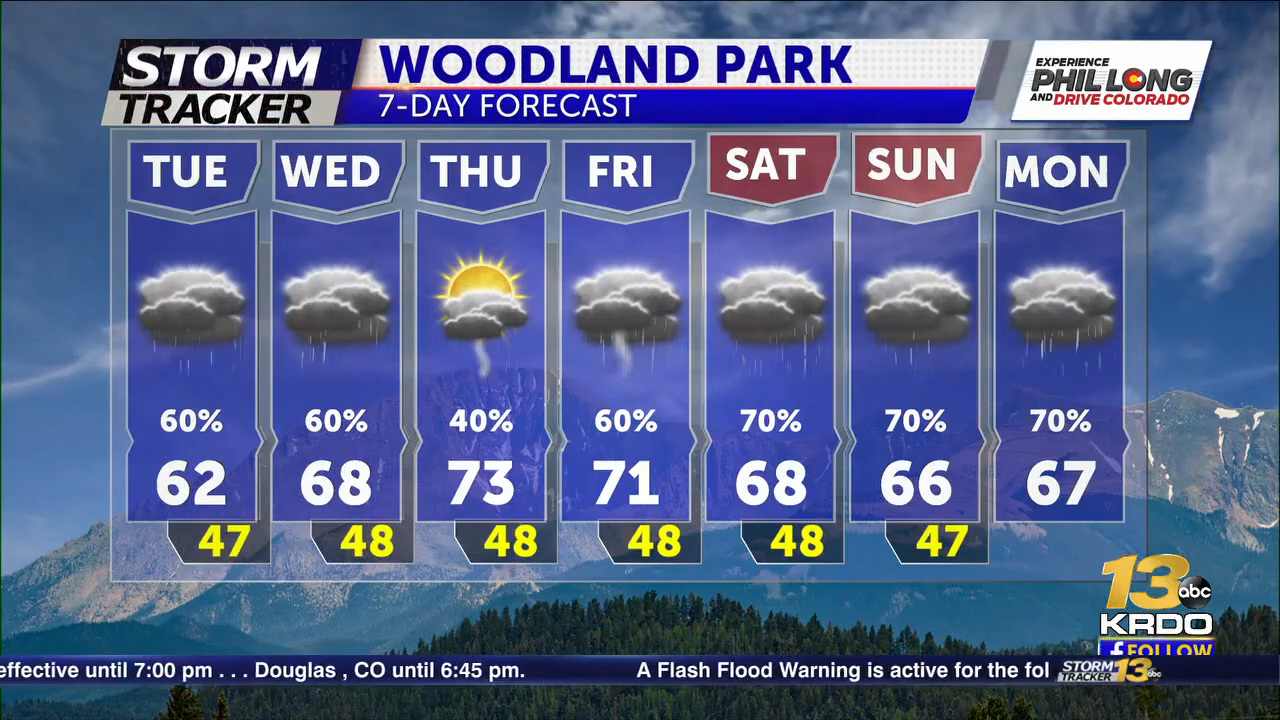 STORM
TRACKER
WOODLAND PARK
7-DAY FORECAST
EXPERIENCE
PHIL LONG
AND DRIVE COLORADO
TUE WED THU FRI SAT SUN MON
60% 60% 40% 60% 70% 70% 70%
62 68 73 71 68 66 67
47 48 48 48 48 47
13 abc
KRDO
f FOLLOW
effective until 7:00 pm . . . Douglas , CO until 6:45 pm. A Flash Flood Warning is active for the fol
STORM
TRACKER 13 abc